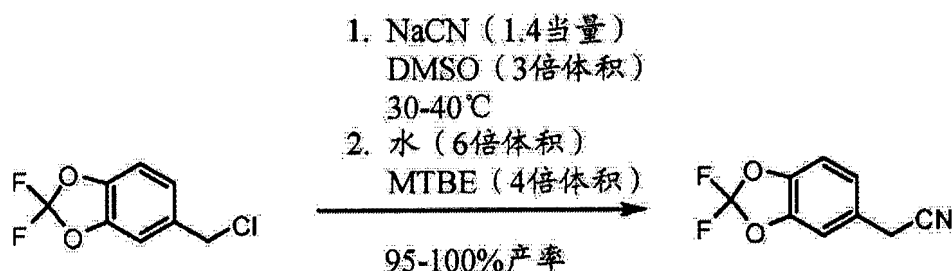 1. NaCN（1.4当量）
DMSO（3倍体积）
30-40℃
2. 水（6倍体积）
MTBE（4倍体积）
95-100%产率
F
F
O
O
Cl
F
F
O
O
CN